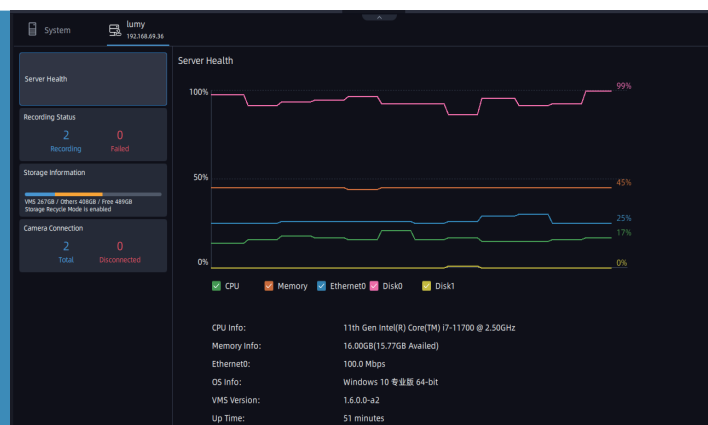 System
lumy
192.168.69.36
Server Health
Recording Status
2 0
Recording Failed
Storage Information
VMS 267GB / Others 408GB / Free 489GB
Storage Recycle Mode is enabled
Camera Connection
2 0
Total Disconnected
Server Health
100%
99%
50%
45%
25%
17%
0%
0%
CPU Memory Ethernet0 Disk0 Disk1
CPU Info: 11th Gen Intel(R) Core(TM) i7-11700 @ 2.50GHz
Memory Info: 16.00GB(15.77GB Availed)
Ethernet0: 100.0 Mbps
OS Info: Windows 10 专业版 64-bit
VMS Version: 1.6.0.0-a2
Up Time: 51 minutes